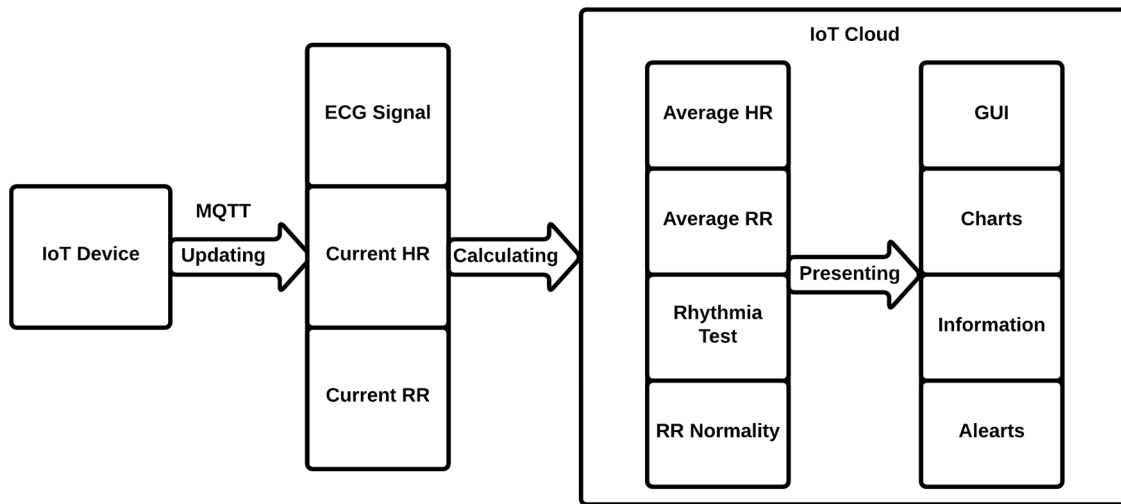 IoT Cloud
ECG Signal
Average HR
GUI
MQTT
Average RR
Charts
IoT Device
Updating
Current HR
Calculating
Presenting
Rhythmia
Test
Information
Current RR
RR Normality
Alearts